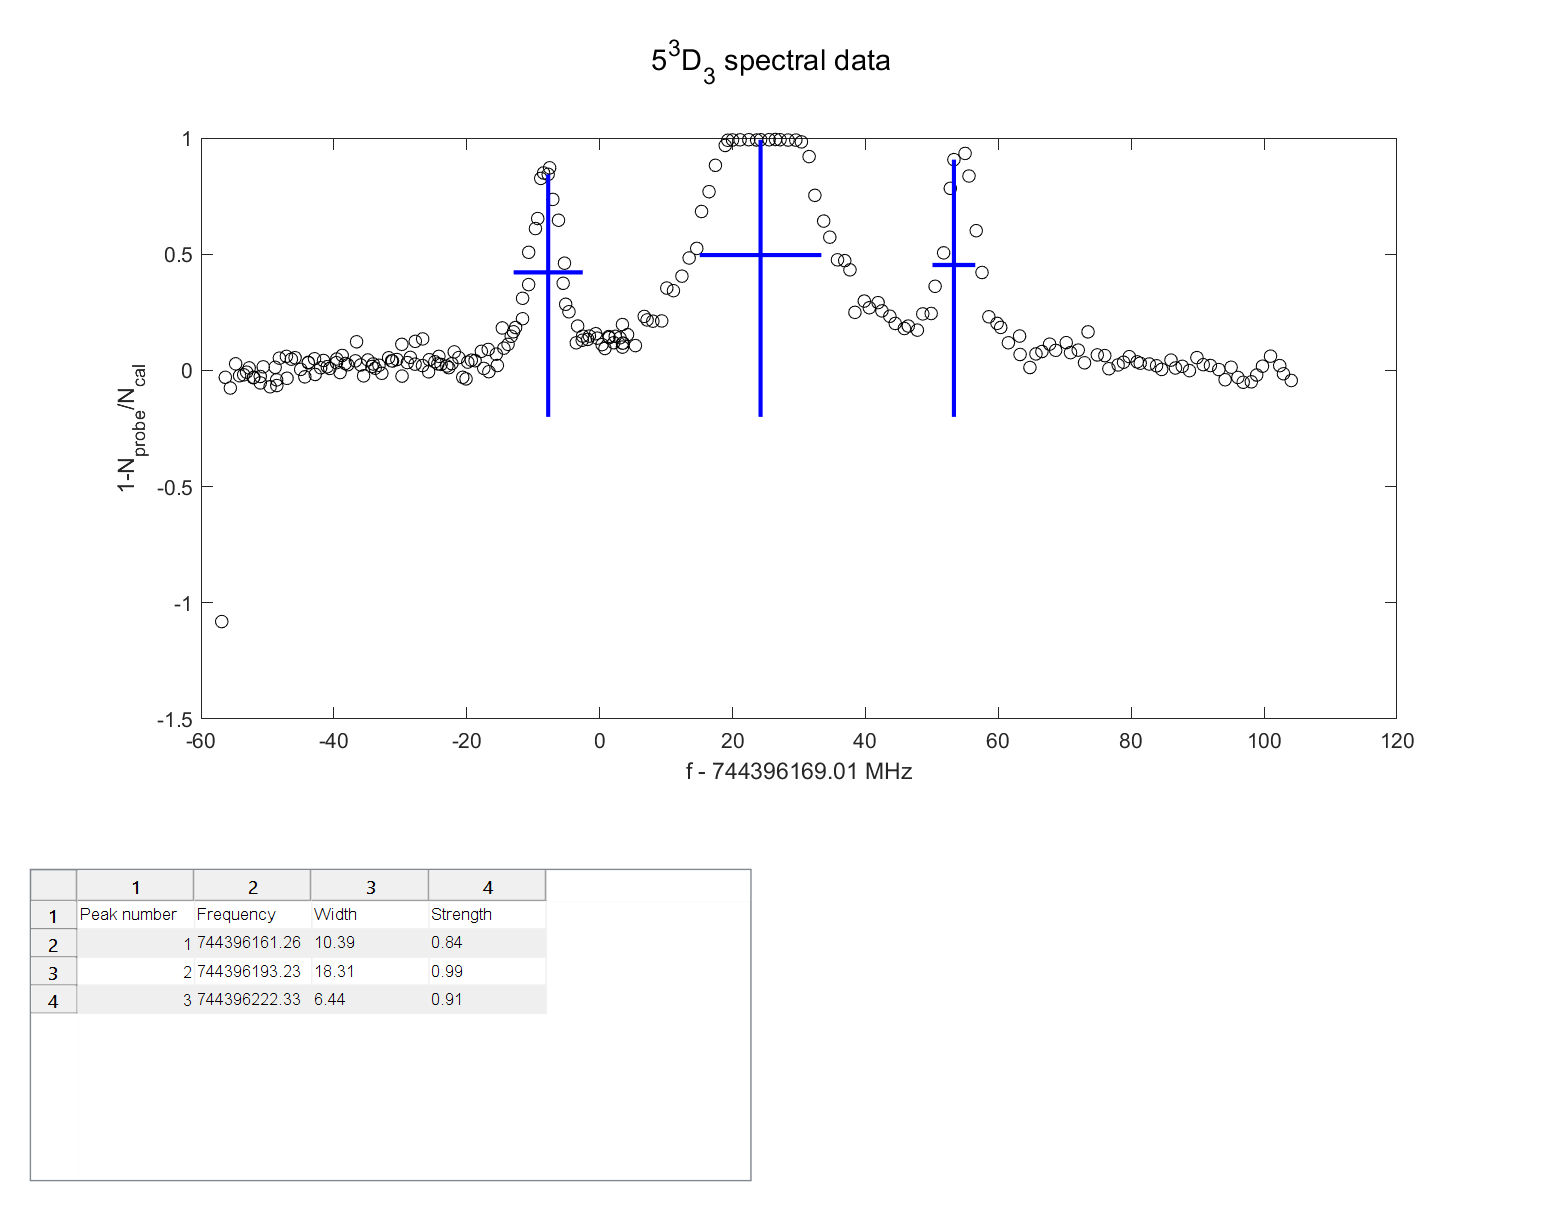 5³D₃ spectral data
1
0.5
0
-0.5
-1
-1.5
1-N_probe/N_cal
-60 -40 -20 0 20 40 60 80 100 120
f - 744396169.01 MHz
1 2 3 4
1 Peak number Frequency Width Strength
2 1 744396161.26 10.39 0.84
3 2 744396193.23 18.31 0.99
4 3 744396222.33 6.44 0.91